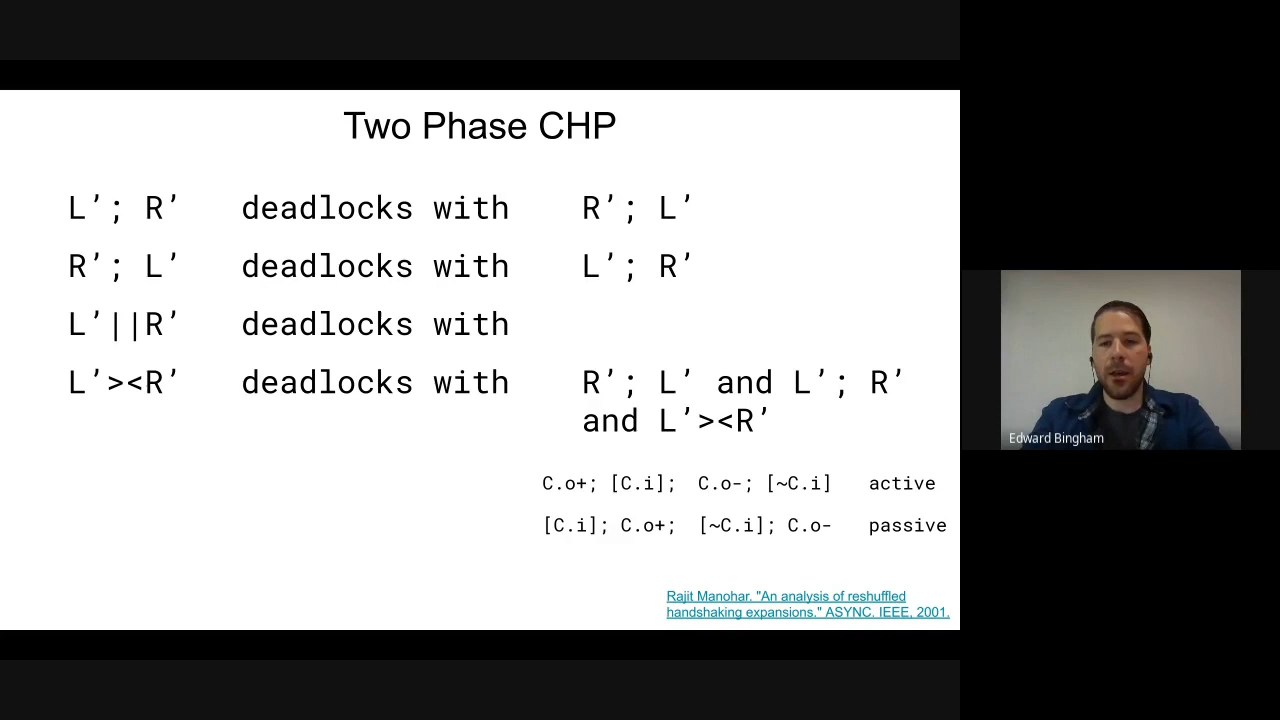 Two Phase CHP
L’; R’ deadlocks with R’; L’
R’; L’ deadlocks with L’; R’
L’||R’ deadlocks with
L’><R’ deadlocks with R’; L’ and L’; R’
and L’><R’
C.o+; [C.i]; C.o-; [~C.i] active
[C.i]; C.o+; [~C.i]; C.o- passive
Rajit Manohar. "An analysis of reshuffled
handshaking expansions." ASYNC. IEEE, 2001.
Edward Bingham